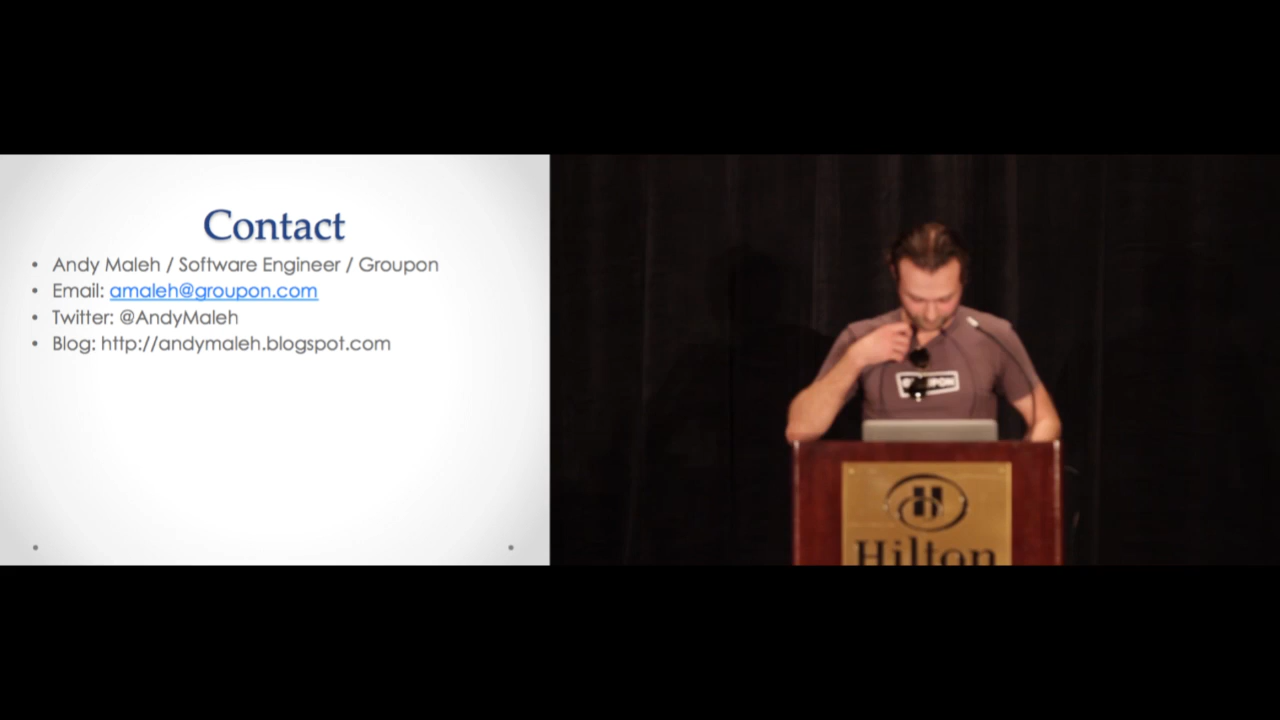 Contact
• Andy Maleh / Software Engineer / Groupon
• Email: amaleh@groupon.com
• Twitter: @AndyMaleh
• Blog: http://andymaleh.blogspot.com
Hilton